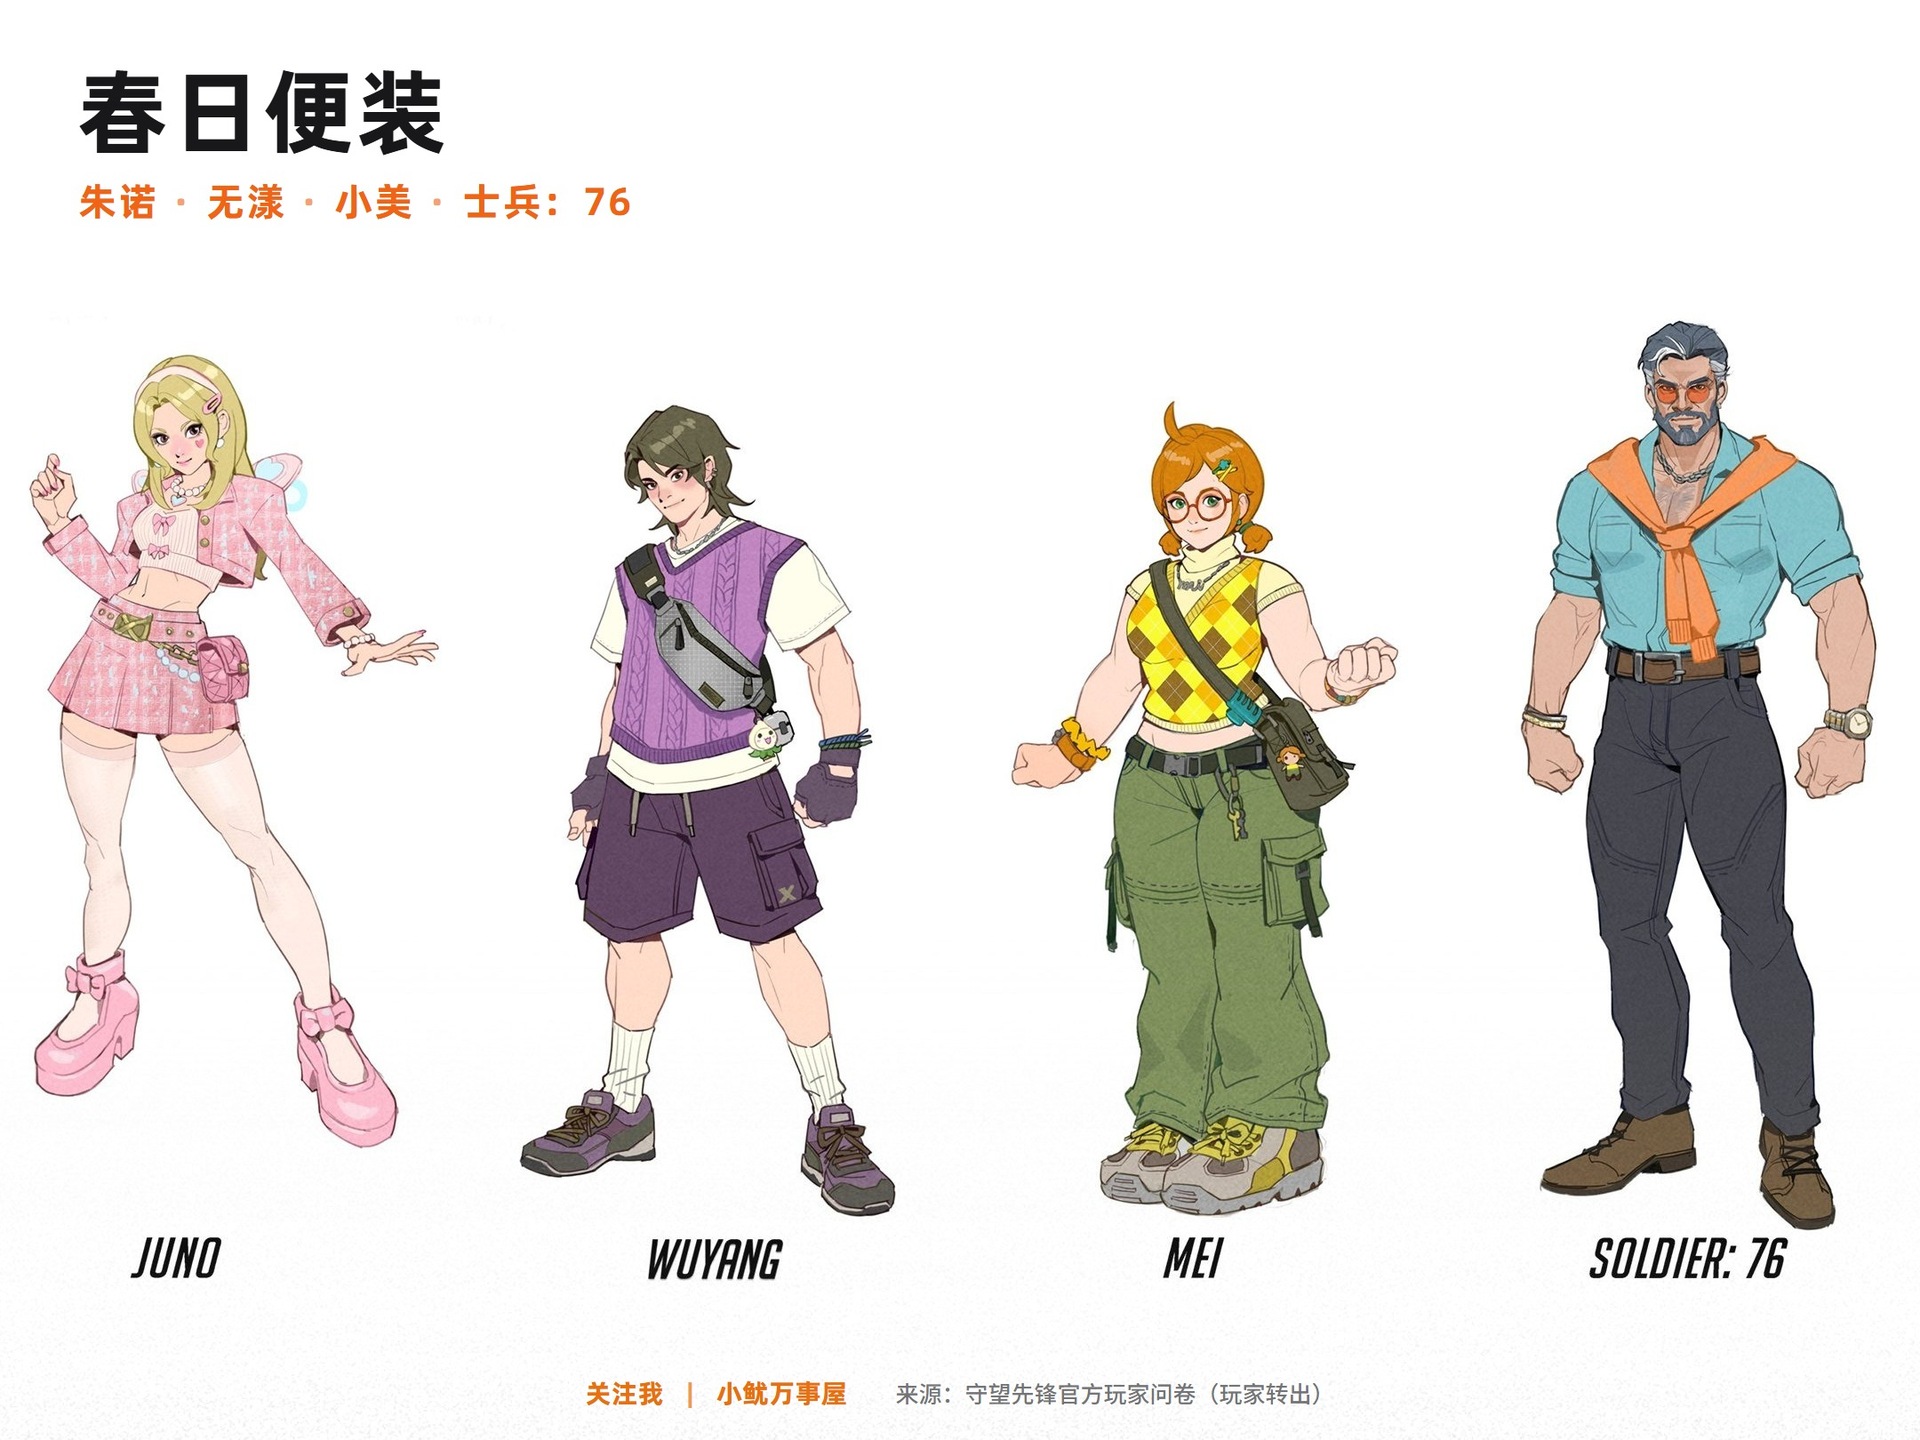 春日便装
朱诺 · 无漾 · 小美 · 士兵：76
X
JUNO
WUYANG
MEI
SOLDIER: 76
关注我 | 小鱿万事屋 来源：守望先锋官方玩家问卷（玩家转出）